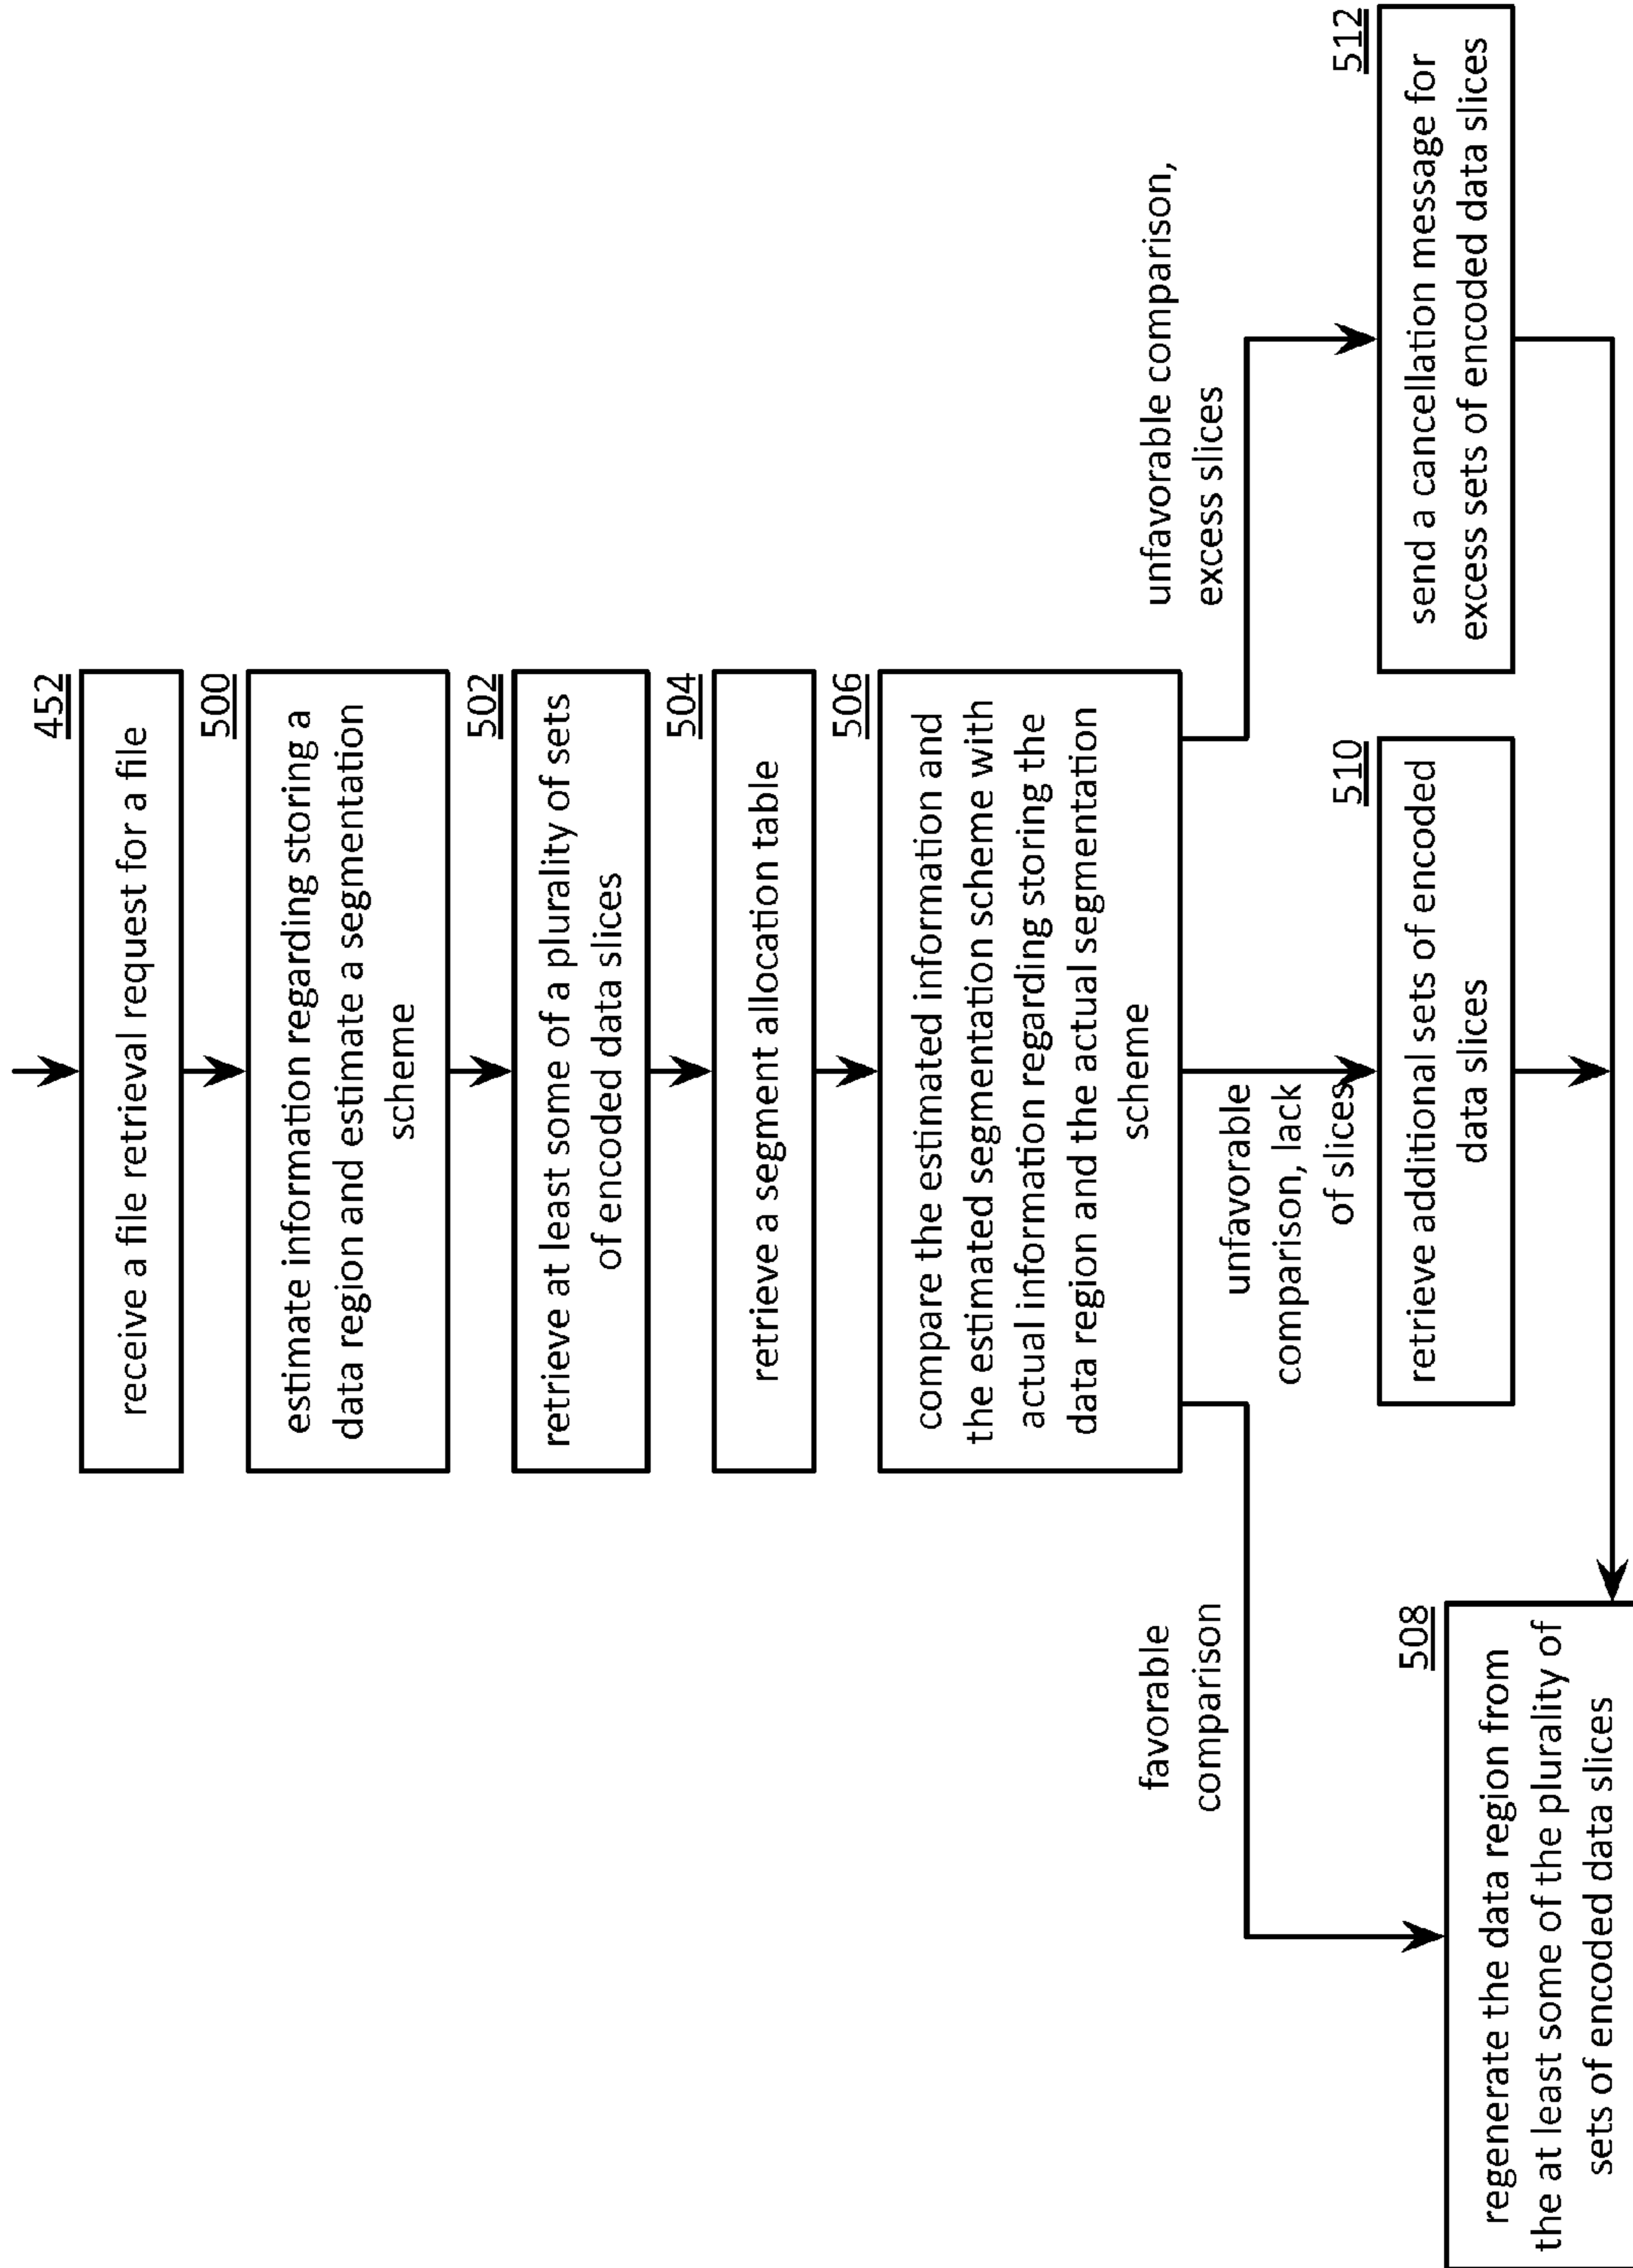 452
receive a file retrieval request for a file
500
estimate information regarding storing a
data region and estimate a segmentation
scheme
502
retrieve at least some of a plurality of sets
of encoded data slices
504
retrieve a segment allocation table
506
compare the estimated information and
the estimated segmentation scheme with
actual information regarding storing the
data region and the actual segmentation
scheme
favorable
comparison
unfavorable
comparison, lack
of slices
unfavorable comparison,
excess slices
508
regenerate the data region from
the at least some of the plurality of
sets of encoded data slices
510
retrieve additional sets of encoded
data slices
512
send a cancellation message for
excess sets of encoded data slices